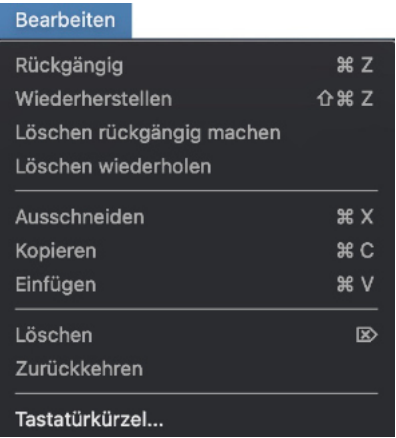 Bearbeiten
Rückgängig ⌘ Z
Wiederherstellen ⇧⌘ Z
Löschen rückgängig machen
Löschen wiederholen
Ausschneiden ⌘ X
Kopieren ⌘ C
Einfügen ⌘ V
Löschen ⌦
Zurückkehren
Tastatürkürzel...